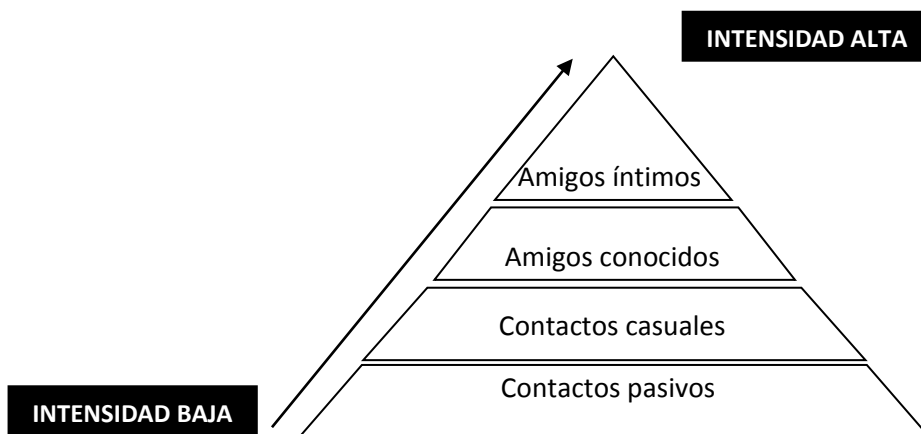 INTENSIDAD ALTA
Amigos íntimos
Amigos conocidos
Contactos casuales
Contactos pasivos
INTENSIDAD BAJA